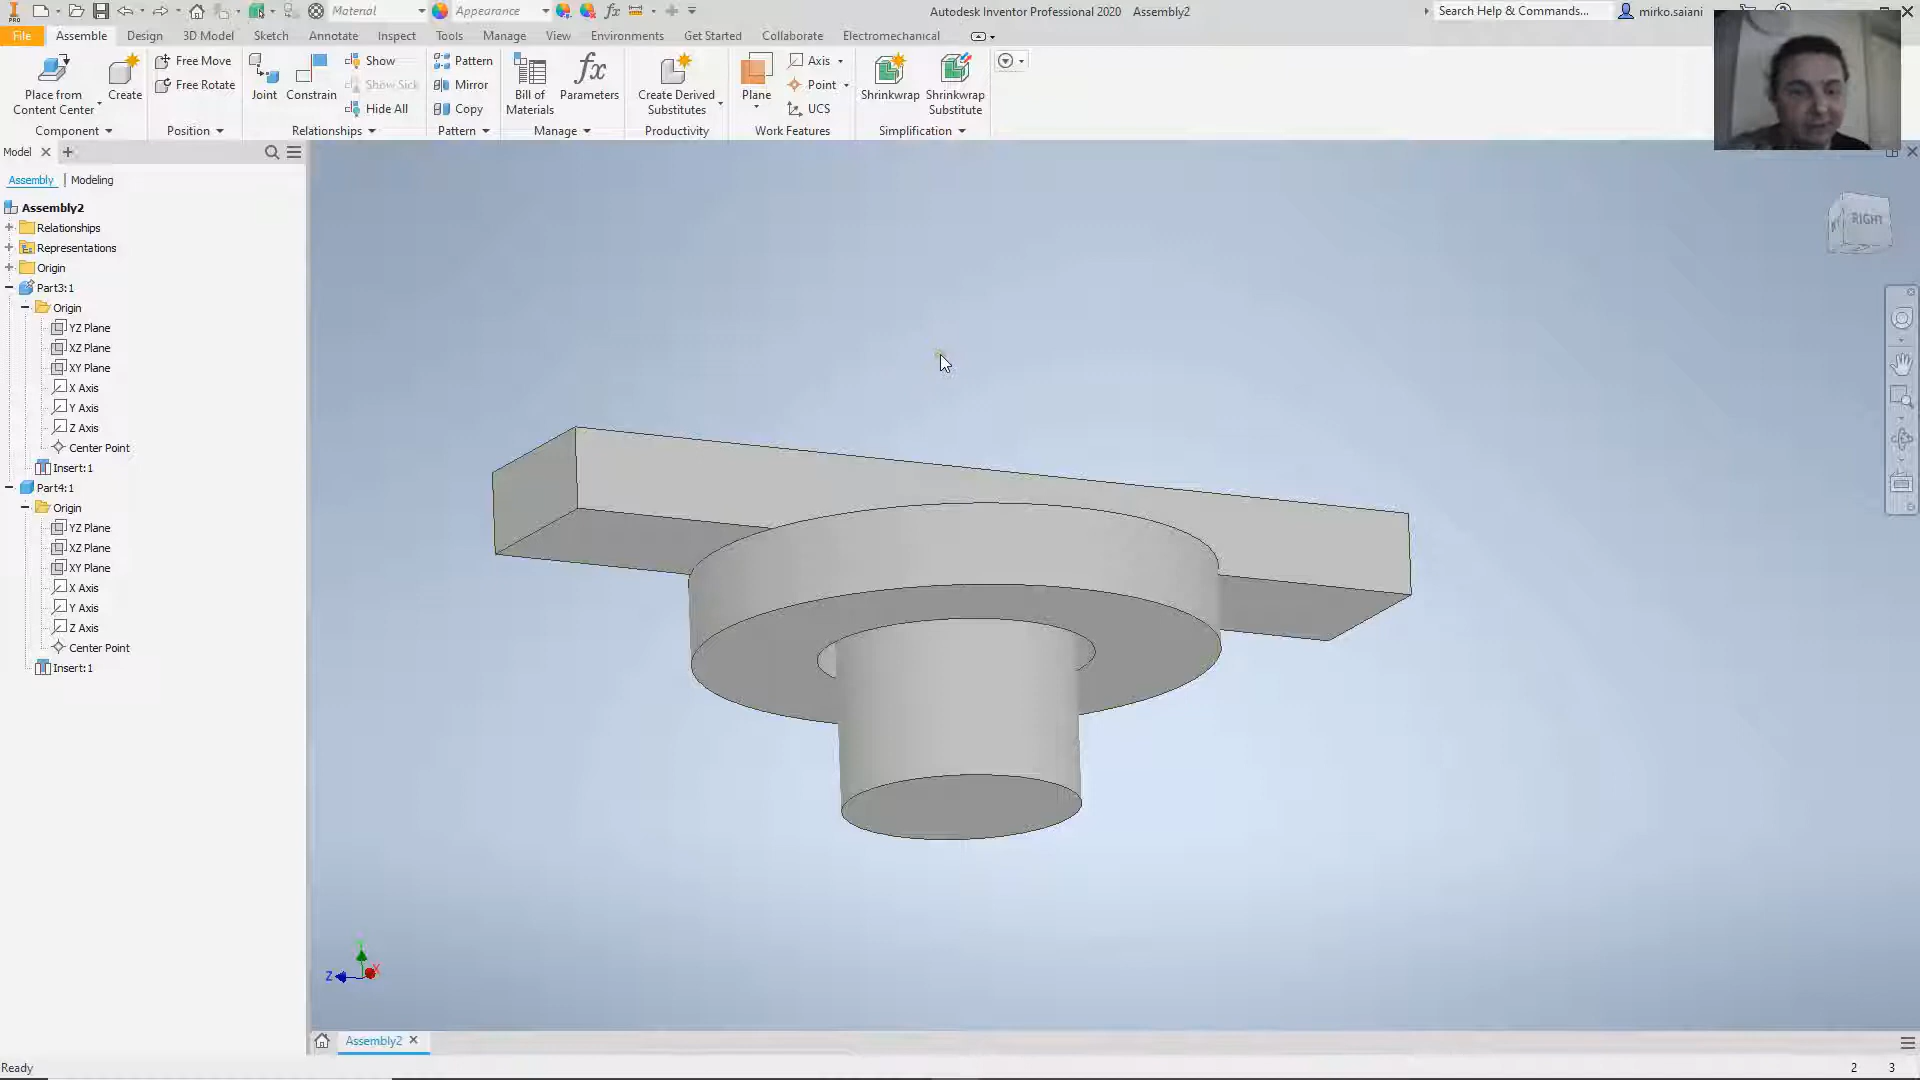 Material Appearance fx Autodesk Inventor Professional 2020 Assembly2 Search Help & Commands... mirko.saiani
File Assemble Design 3D Model Sketch Annotate Inspect Tools Manage View Environments Get Started Collaborate Electromechanical
Place from Content Center
Create
Free Move
Free Rotate
Joint
Constrain
Show
Show Sick
Hide All
Pattern
Mirror
Copy
Bill of Materials
fx
Parameters
Create Derived Substitutes
Plane
Axis
Point
UCS
Shrinkwrap
Shrinkwrap Substitute
Component Position Relationships Pattern Manage Productivity Work Features Simplification
Model
Assembly | Modeling
Assembly2
Relationships
Representations
Origin
Part3:1
Origin
YZ Plane
XZ Plane
XY Plane
X Axis
Y Axis
Z Axis
Center Point
Insert:1
Part4:1
Origin
YZ Plane
XZ Plane
XY Plane
X Axis
Y Axis
Z Axis
Center Point
Insert:1
RIGHT
Z X
Assembly2
Ready 2 3